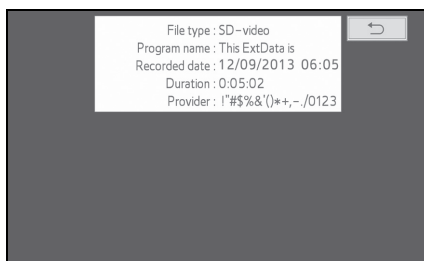 File type : SD-video
Program name : This ExtData is
Recorded date : 12/09/2013 06:05
Duration : 0:05:02
Provider : !"#$%&'()*+,-./0123